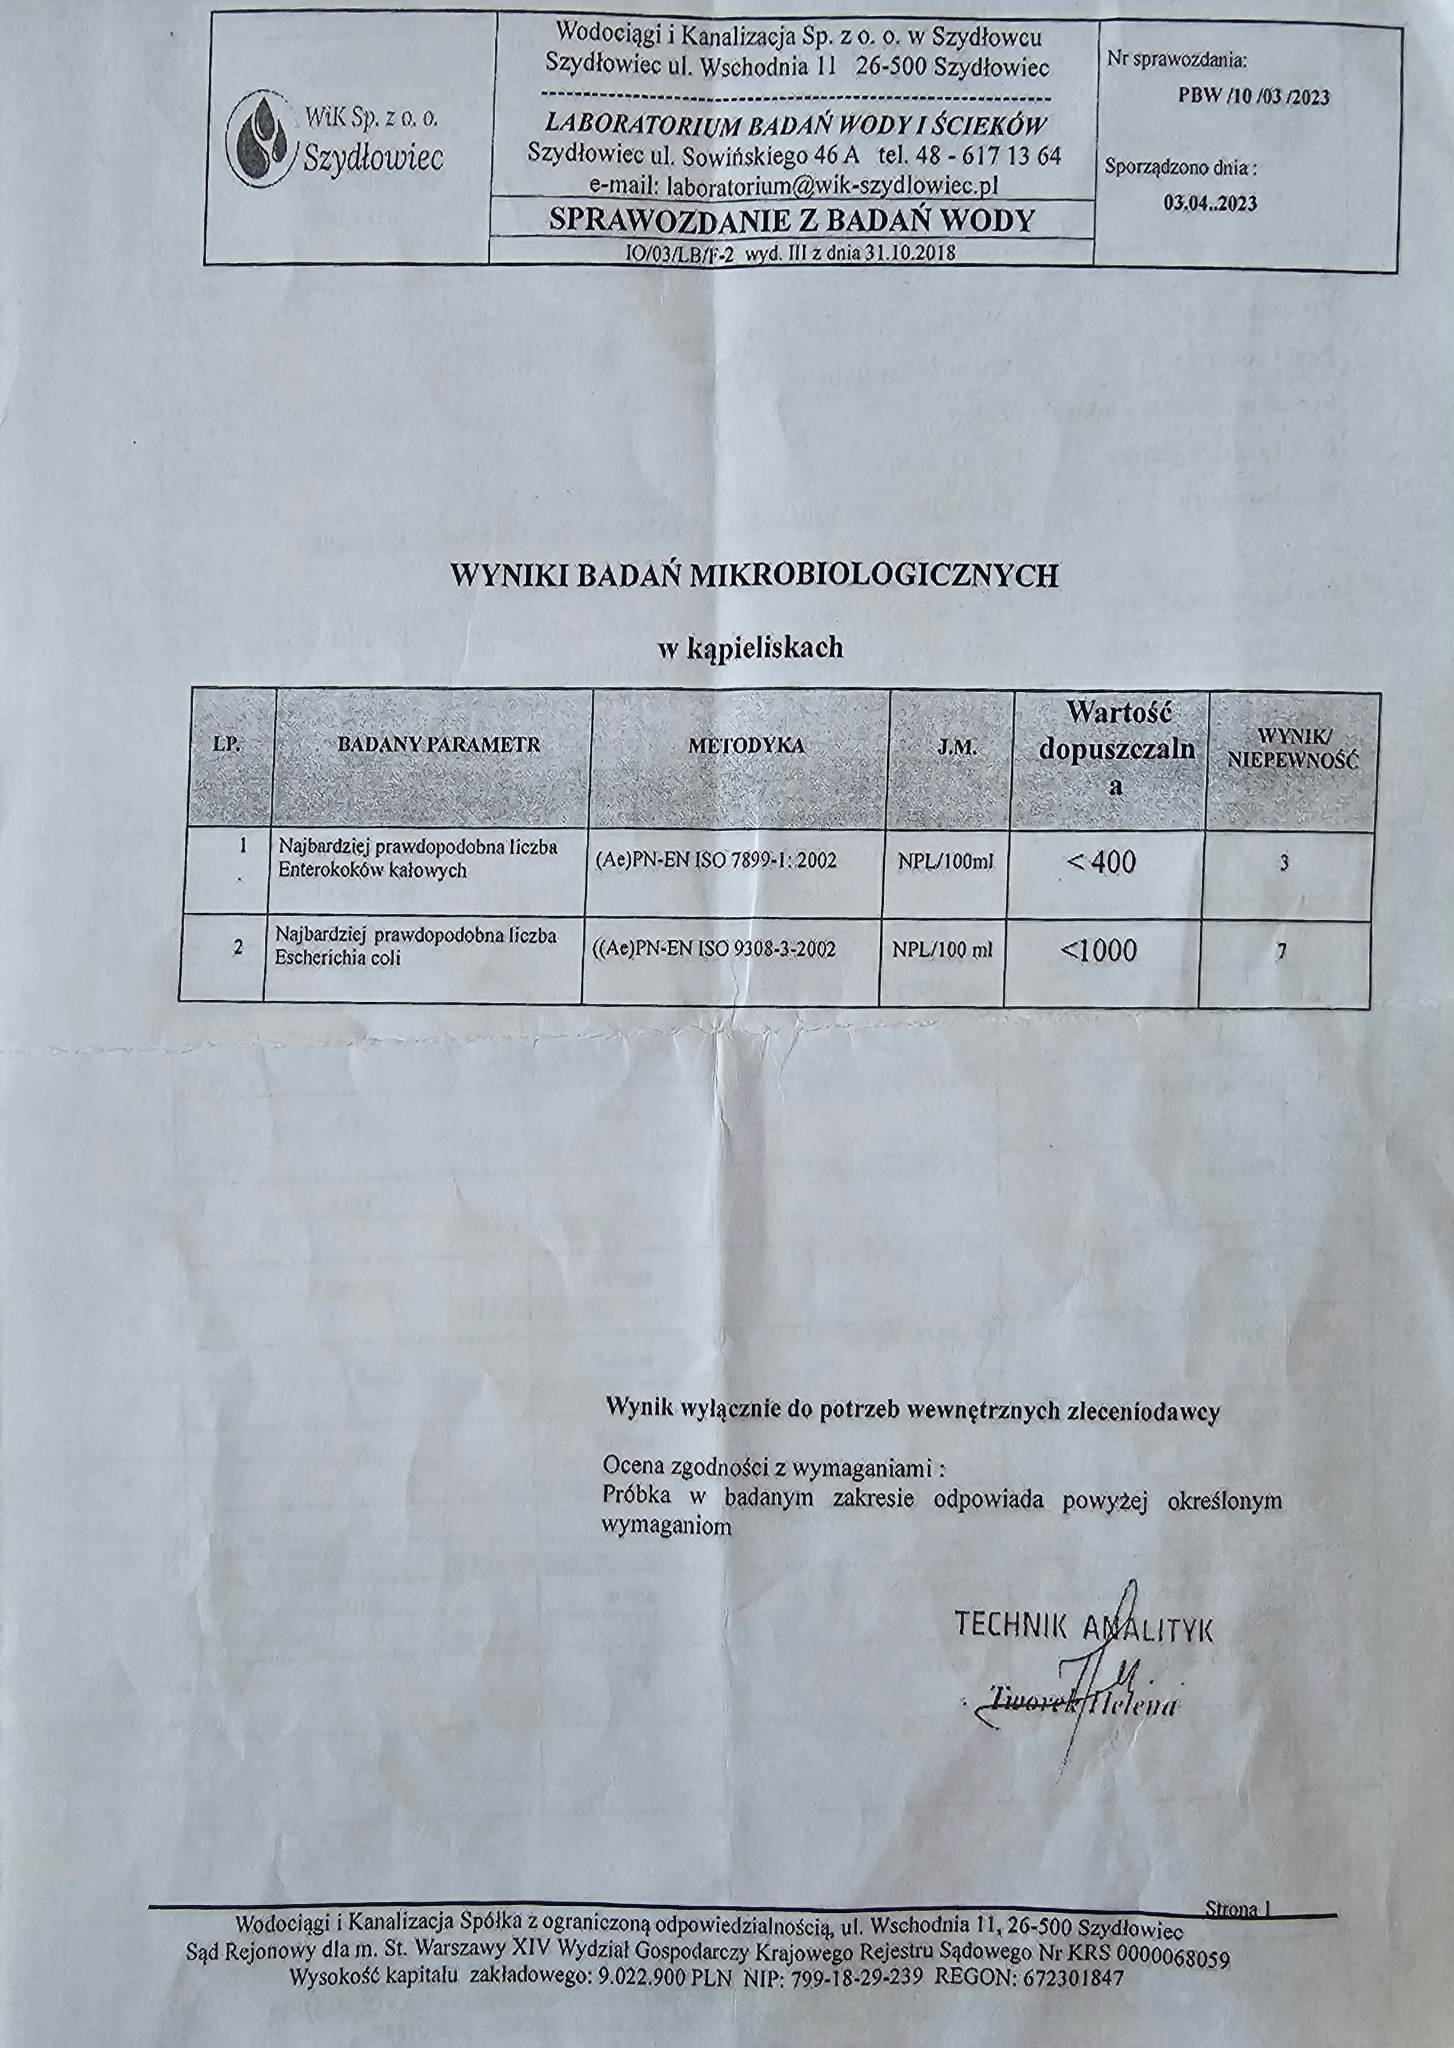 WiK Sp. z o. o.
Szydłowiec
Wodociągi i Kanalizacja Sp. z o. o. w Szydłowcu
Szydłowiec ul. Wschodnia 11 26-500 Szydłowiec
LABORATORIUM BADAŃ WODY I ŚCIEKÓW
Szydłowiec ul. Sowińskiego 46 A tel. 48 - 617 13 64
e-mail: laboratorium@wik-szydlowiec.pl
SPRAWOZDANIE Z BADAŃ WODY
IO/03/LB/F-2 wyd. III z dnia 31.10.2018
Nr sprawozdania:
PBW /10 /03 /2023
Sporządzono dnia :
03.04..2023
WYNIKI BADAŃ MIKROBIOLOGICZNYCH
w kąpieliskach
LP. BADANY PARAMETR METODYKA J.M. Wartość dopuszczaln a WYNIK/ NIEPEWNOŚĆ
1 . Najbardziej prawdopodobna liczba Enterokoków kałowych (Ae)PN-EN ISO 7899-1: 2002 NPL/100ml < 400 3
2 Najbardziej prawdopodobna liczba Escherichia coli ((Ae)PN-EN ISO 9308-3-2002 NPL/100 ml <1000 7
Wynik wyłącznie do potrzeb wewnętrznych zleceniodawcy
Ocena zgodności z wymaganiami :
Próbka w badanym zakresie odpowiada powyżej określonym
wymaganiom
TECHNIK ANALITYK
Tworek Helena
Strona 1
Wodociągi i Kanalizacja Spółka z ograniczoną odpowiedzialnością, ul. Wschodnia 11, 26-500 Szydłowiec
Sąd Rejonowy dla m. St. Warszawy XIV Wydział Gospodarczy Krajowego Rejestru Sądowego Nr KRS 0000068059
Wysokość kapitału zakładowego: 9.022.900 PLN NIP: 799-18-29-239 REGON: 672301847